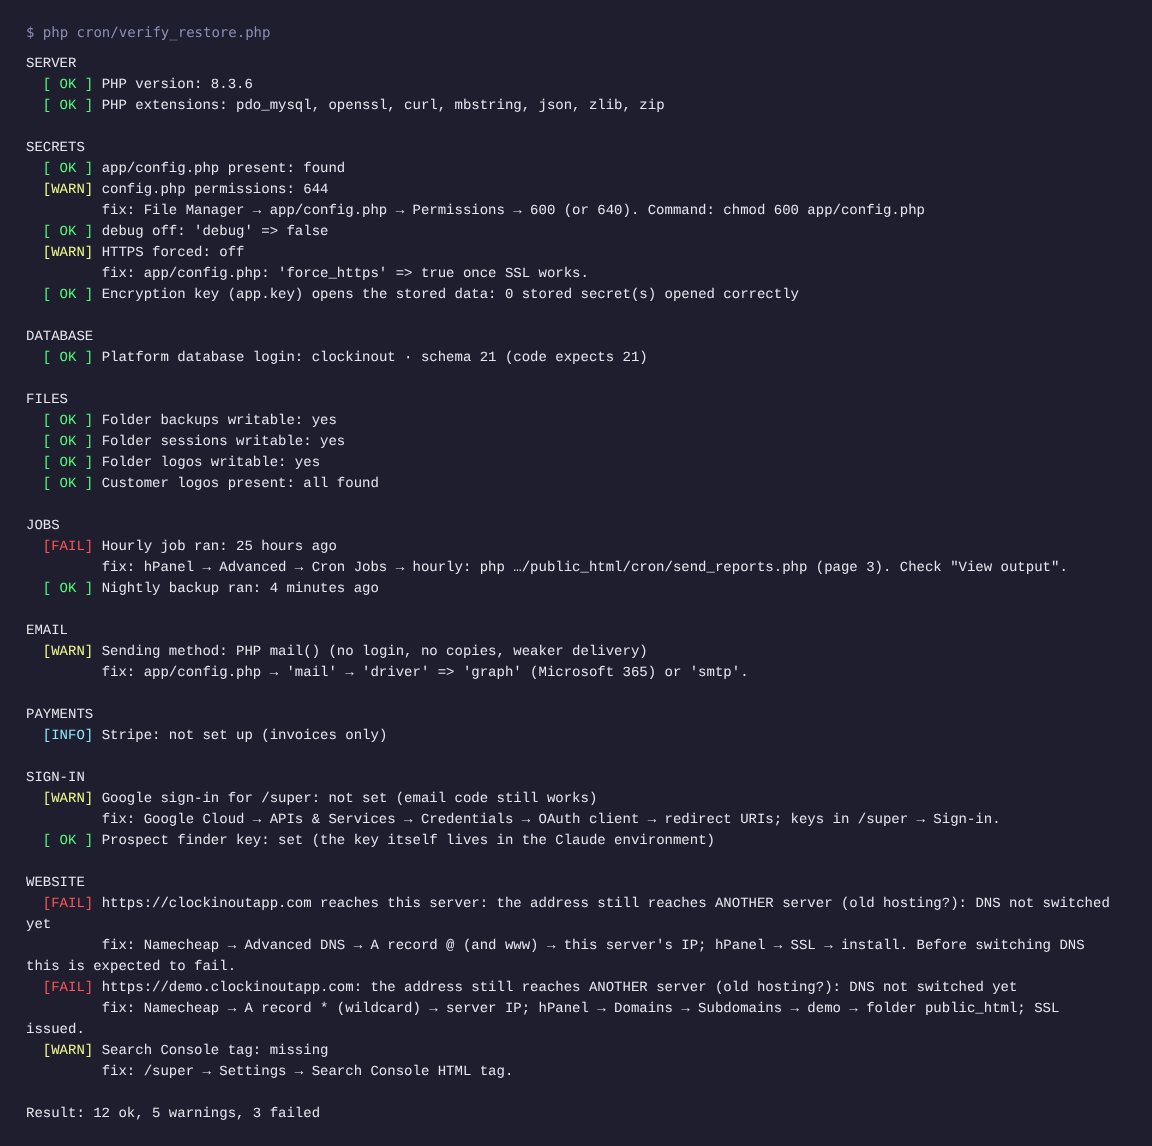 $ php cron/verify_restore.php
SERVER
[ OK ] PHP version: 8.3.6
[ OK ] PHP extensions: pdo_mysql, openssl, curl, mbstring, json, zlib, zip
SECRETS
[ OK ] app/config.php present: found
[WARN] config.php permissions: 644
fix: File Manager → app/config.php → Permissions → 600 (or 640). Command: chmod 600 app/config.php
[ OK ] debug off: 'debug' => false
[WARN] HTTPS forced: off
fix: app/config.php: 'force_https' => true once SSL works.
[ OK ] Encryption key (app.key) opens the stored data: 0 stored secret(s) opened correctly
DATABASE
[ OK ] Platform database login: clockinout · schema 21 (code expects 21)
FILES
[ OK ] Folder backups writable: yes
[ OK ] Folder sessions writable: yes
[ OK ] Folder logos writable: yes
[ OK ] Customer logos present: all found
JOBS
[FAIL] Hourly job ran: 25 hours ago
fix: hPanel → Advanced → Cron Jobs → hourly: php …/public_html/cron/send_reports.php (page 3). Check "View output".
[ OK ] Nightly backup ran: 4 minutes ago
EMAIL
[WARN] Sending method: PHP mail() (no login, no copies, weaker delivery)
fix: app/config.php → 'mail' → 'driver' => 'graph' (Microsoft 365) or 'smtp'.
PAYMENTS
[INFO] Stripe: not set up (invoices only)
SIGN-IN
[WARN] Google sign-in for /super: not set (email code still works)
fix: Google Cloud → APIs & Services → Credentials → OAuth client → redirect URIs; keys in /super → Sign-in.
[ OK ] Prospect finder key: set (the key itself lives in the Claude environment)
WEBSITE
[FAIL] https://clockinoutapp.com reaches this server: the address still reaches ANOTHER server (old hosting?): DNS not switched
yet
fix: Namecheap → Advanced DNS → A record @ (and www) → this server's IP; hPanel → SSL → install. Before switching DNS
this is expected to fail.
[FAIL] https://demo.clockinoutapp.com: the address still reaches ANOTHER server (old hosting?): DNS not switched yet
fix: Namecheap → A record * (wildcard) → server IP; hPanel → Domains → Subdomains → demo → folder public_html; SSL
issued.
[WARN] Search Console tag: missing
fix: /super → Settings → Search Console HTML tag.
Result: 12 ok, 5 warnings, 3 failed